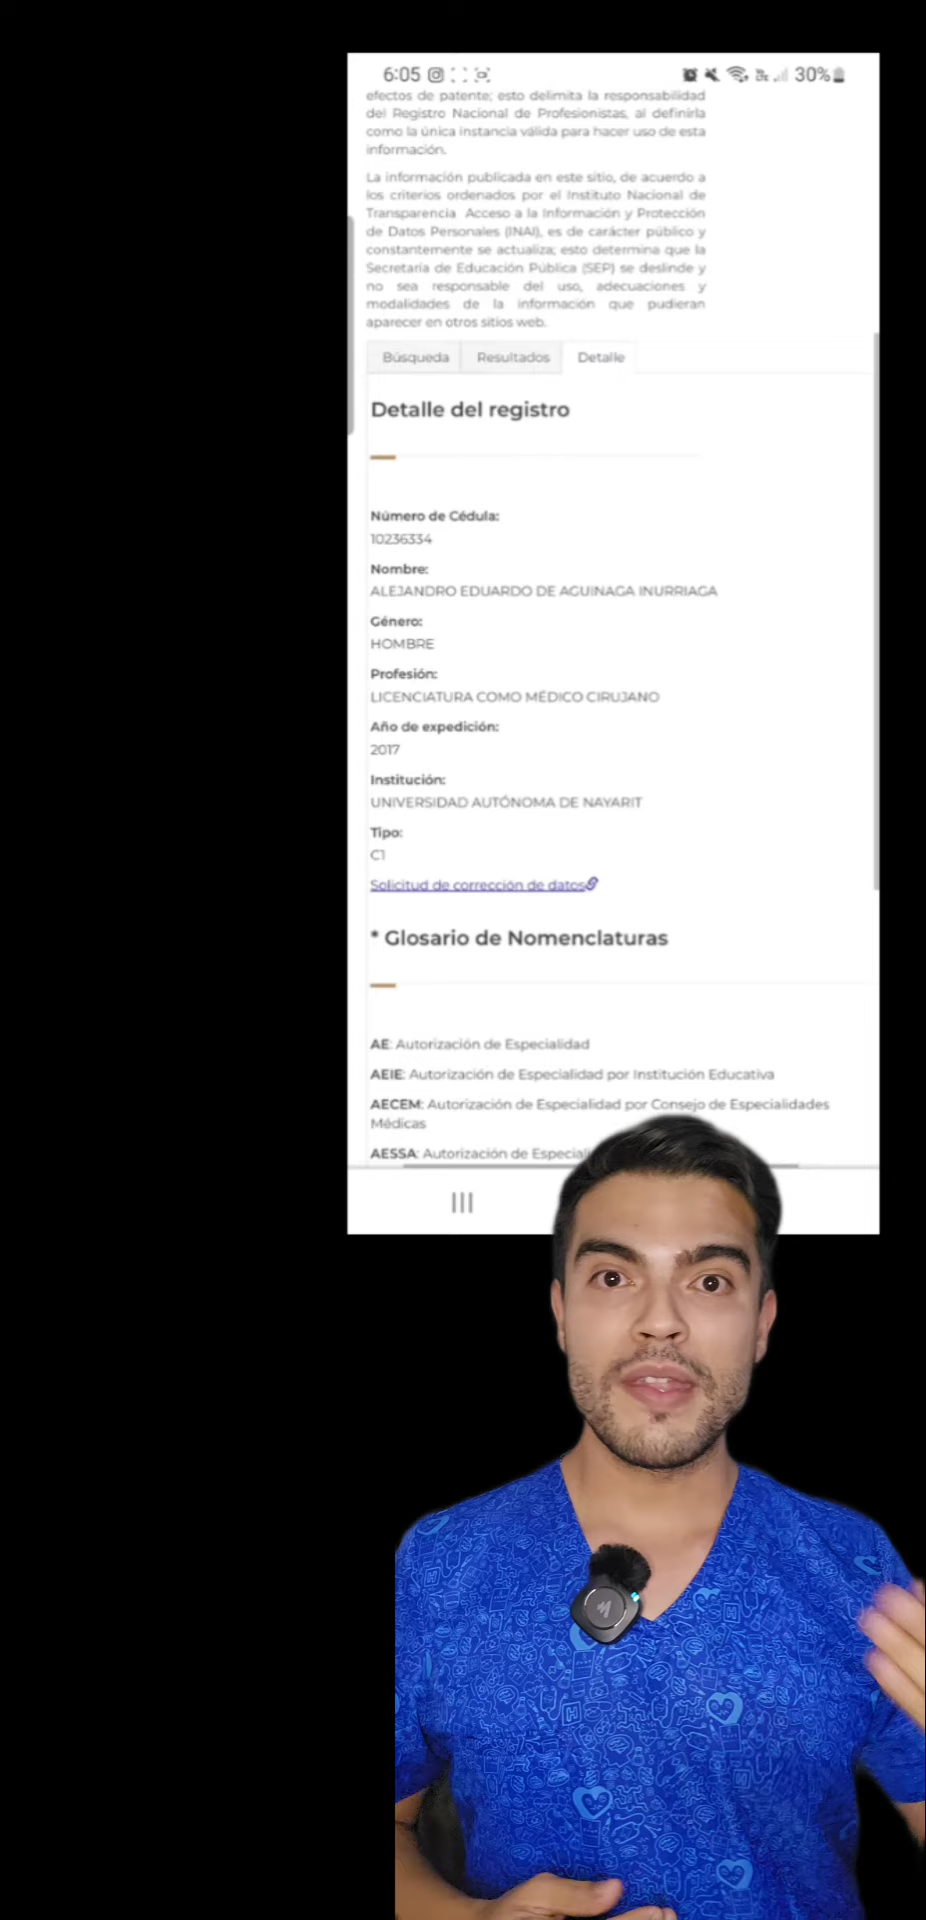 6:05 30%
efectos de patente; esto delimita la responsabilidad
del Registro Nacional de Profesionistas, al definirla
como la única instancia válida para hacer uso de esta
información.
La información publicada en este sitio, de acuerdo a
los criterios ordenados por el Instituto Nacional de
Transparencia Acceso a la Información y Protección
de Datos Personales (INAI), es de carácter público y
constantemente se actualiza; esto determina que la
Secretaría de Educación Pública (SEP) se deslinde y
no sea responsable del uso, adecuaciones y
modalidades de la información que pudieran
aparecer en otros sitios web.
Búsqueda Resultados Detalle
Detalle del registro
Número de Cédula:
10236334
Nombre:
ALEJANDRO EDUARDO DE AGUINAGA INURRIAGA
Género:
HOMBRE
Profesión:
LICENCIATURA COMO MÉDICO CIRUJANO
Año de expedición:
2017
Institución:
UNIVERSIDAD AUTÓNOMA DE NAYARIT
Tipo:
C1
Solicitud de corrección de datos
* Glosario de Nomenclaturas
AE: Autorización de Especialidad
AEIE: Autorización de Especialidad por Institución Educativa
AECEM: Autorización de Especialidad por Consejo de Especialidades
Médicas
AESSA: Autorización de